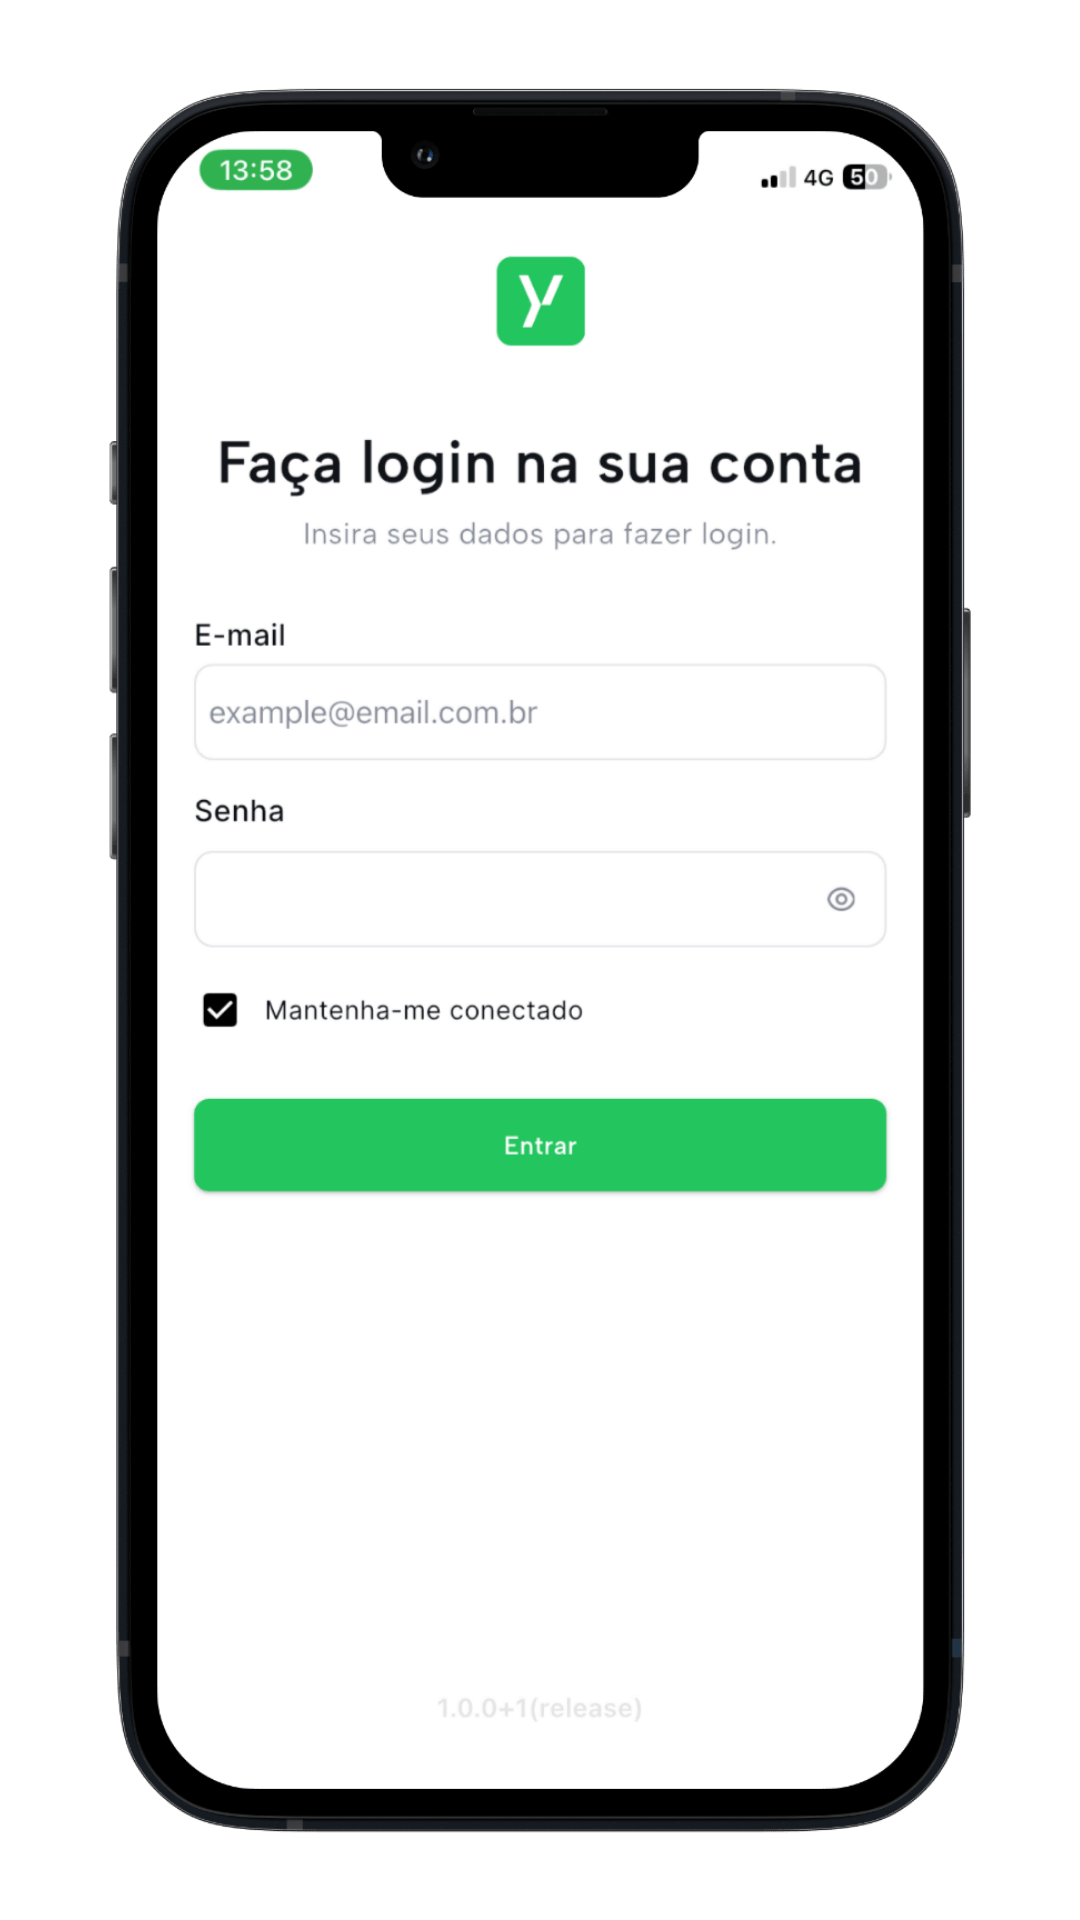 13:58
4G 50
Y
Faça login na sua conta
Insira seus dados para fazer login.
E-mail
example@email.com.br
Senha
Mantenha-me conectado
Entrar
1.0.0+1(release)